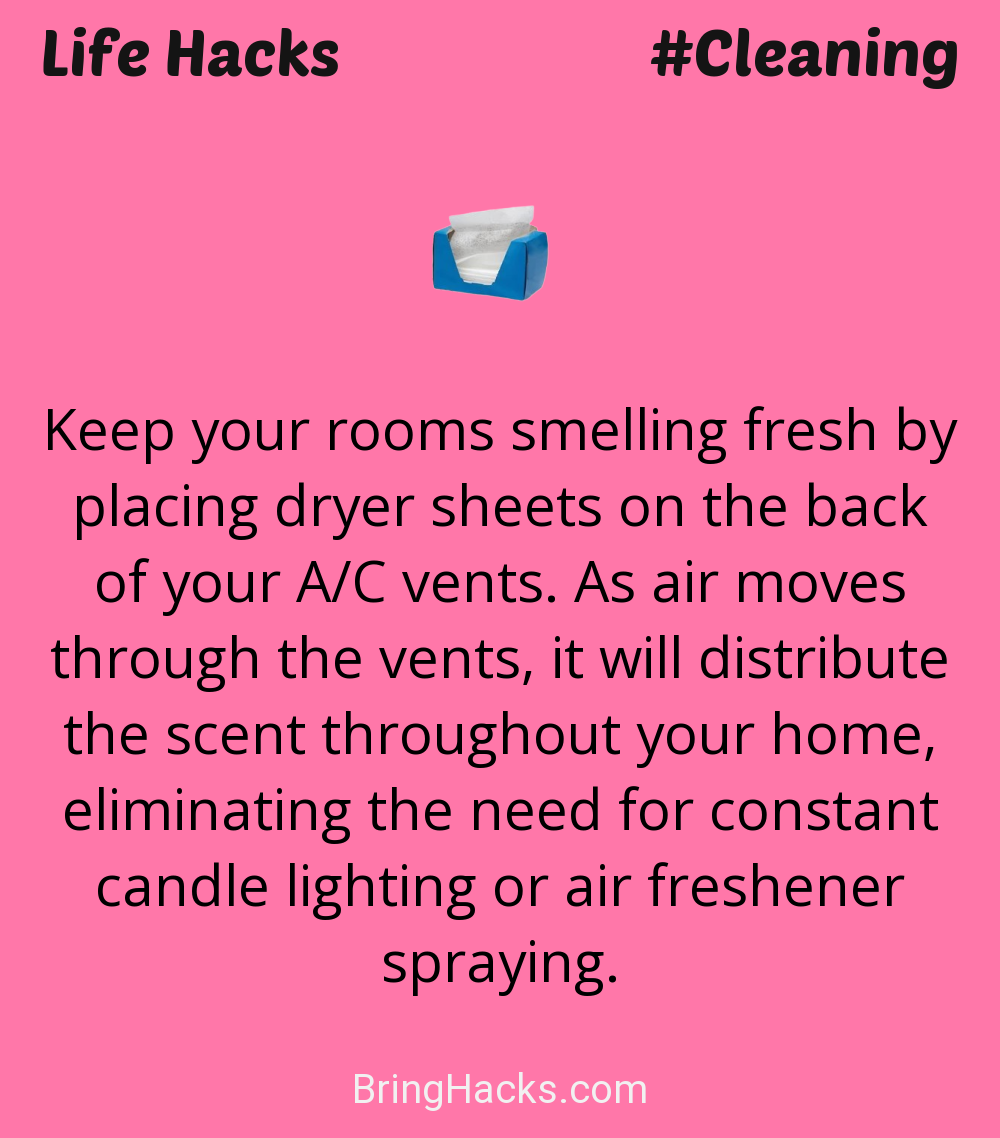 Life Hacks #Cleaning
Keep your rooms smelling fresh by
placing dryer sheets on the back
of your A/C vents. As air moves
through the vents, it will distribute
the scent throughout your home,
eliminating the need for constant
candle lighting or air freshener
spraying.
BringHacks.com